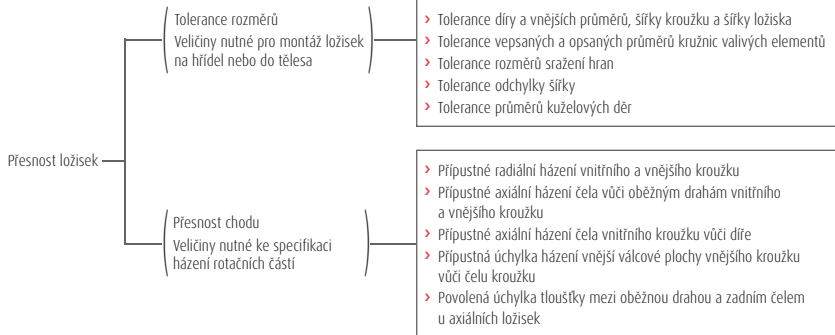 Přesnost ložisek
Tolerance rozměrů
Veličiny nutné pro montáž ložisek
na hřídel nebo do tělesa
› Tolerance díry a vnějších průměrů, šířky kroužku a šířky ložiska
› Tolerance vepsaných a opsaných průměrů kružnic valivých elementů
› Tolerance rozměrů sražení hran
› Tolerance odchylky šířky
› Tolerance průměrů kuželových děr
Přesnost chodu
Veličiny nutné ke specifikaci
házení rotačních částí
› Přípustné radiální házení vnitřního a vnějšího kroužku
› Přípustné axiální házení čela vůči oběžným drahám vnitřního
a vnějšího kroužku
› Přípustné axiální házení čela vnitřního kroužku vůči díře
› Přípustná úchylka házení vnější válcové plochy vnějšího kroužku
vůči čelu kroužku
› Povolená úchylka tloušťky mezi oběžnou drahou a zadním čelem
u axiálních ložisek